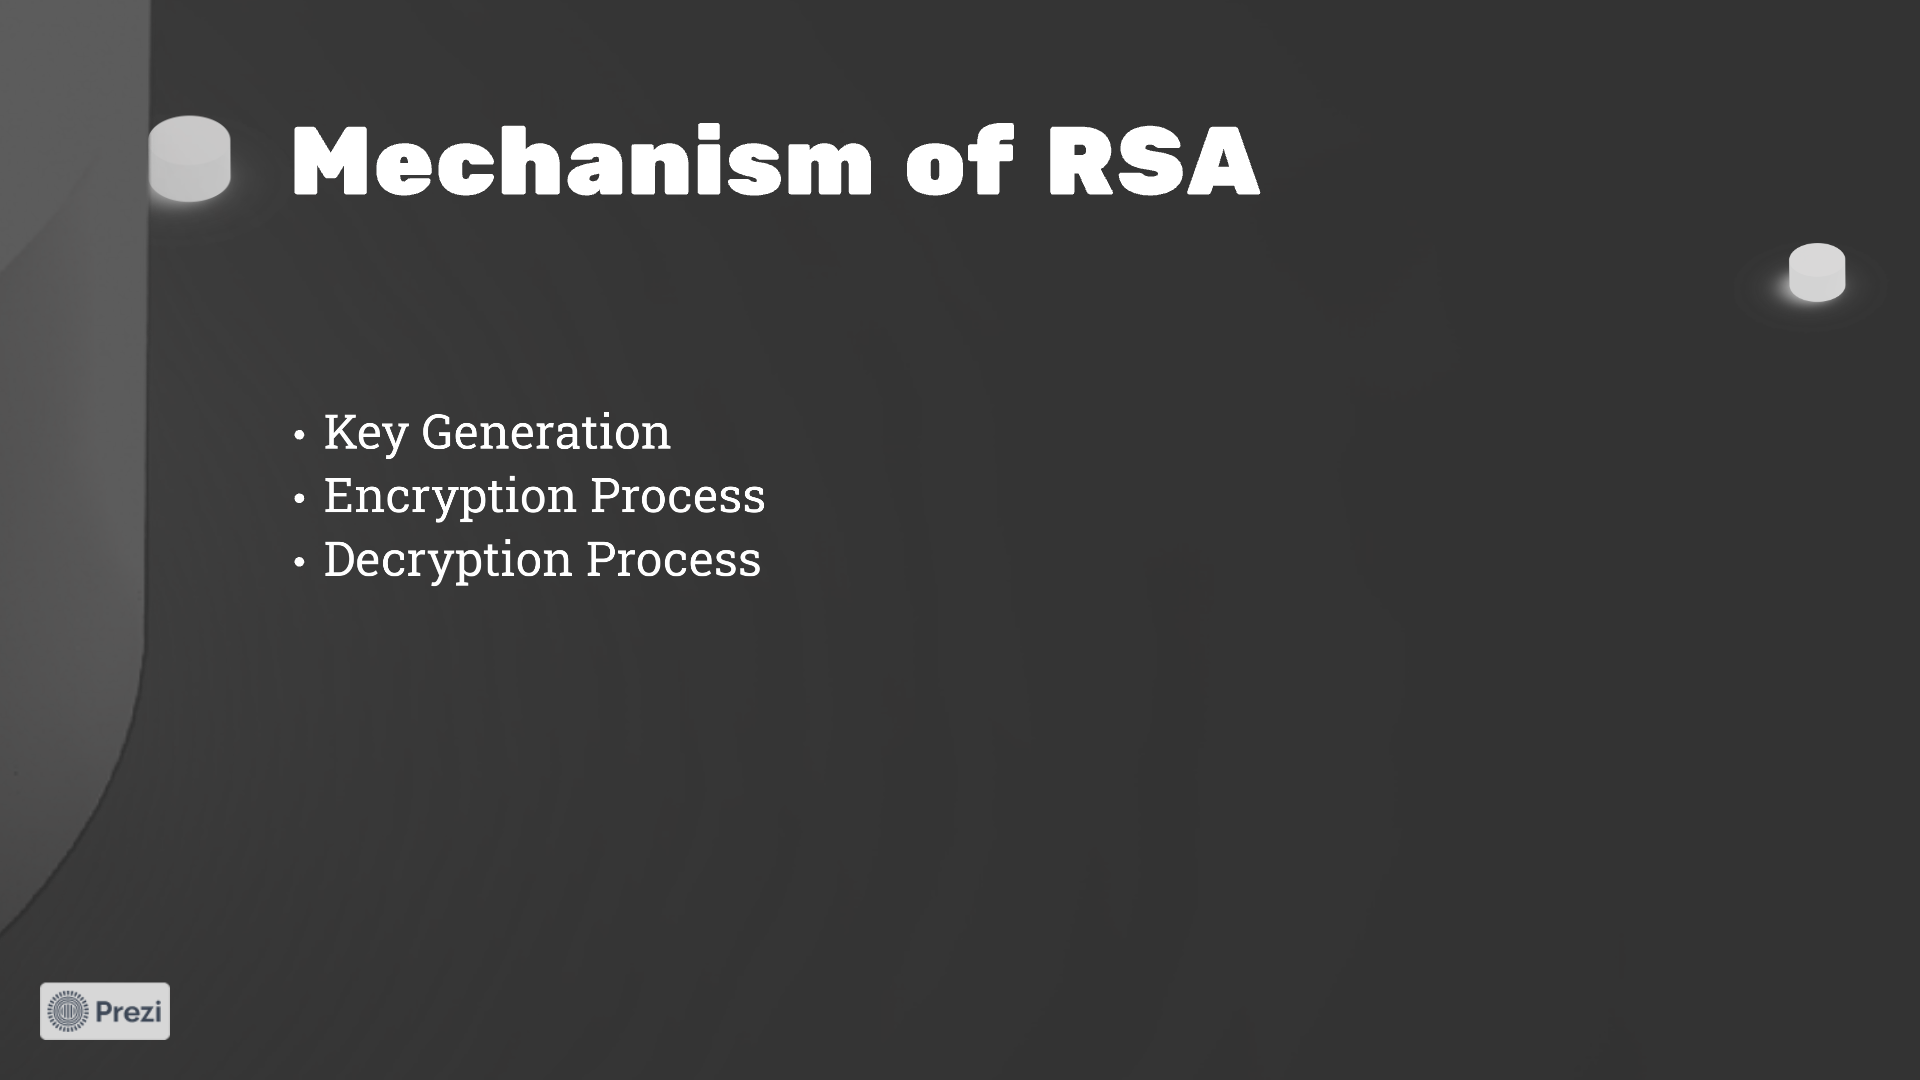 Mechanism of RSA
• Key Generation
• Encryption Process
• Decryption Process
Prezi